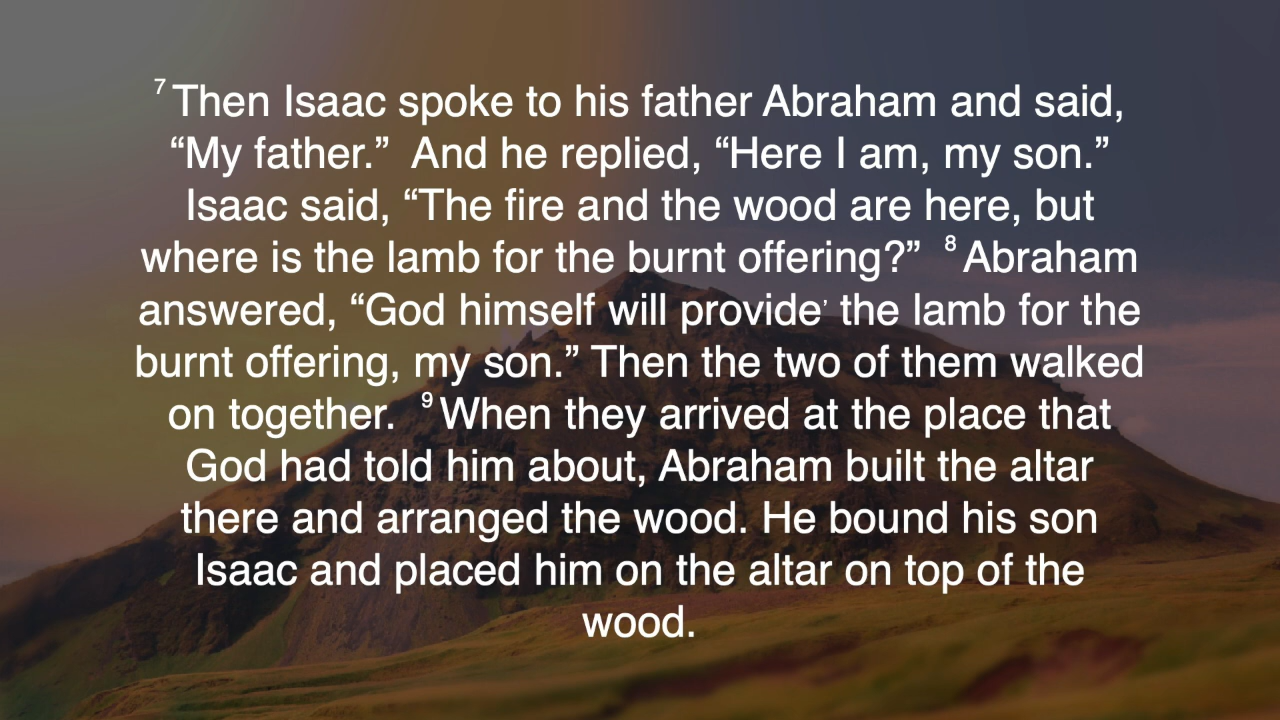 ⁷ Then Isaac spoke to his father Abraham and said,
“My father.”  And he replied, “Here I am, my son.”
Isaac said, “The fire and the wood are here, but
where is the lamb for the burnt offering?”  ⁸ Abraham
answered, “God himself will provide’ the lamb for the
burnt offering, my son.” Then the two of them walked
on together.  ⁹ When they arrived at the place that
God had told him about, Abraham built the altar
there and arranged the wood. He bound his son
Isaac and placed him on the altar on top of the
wood.